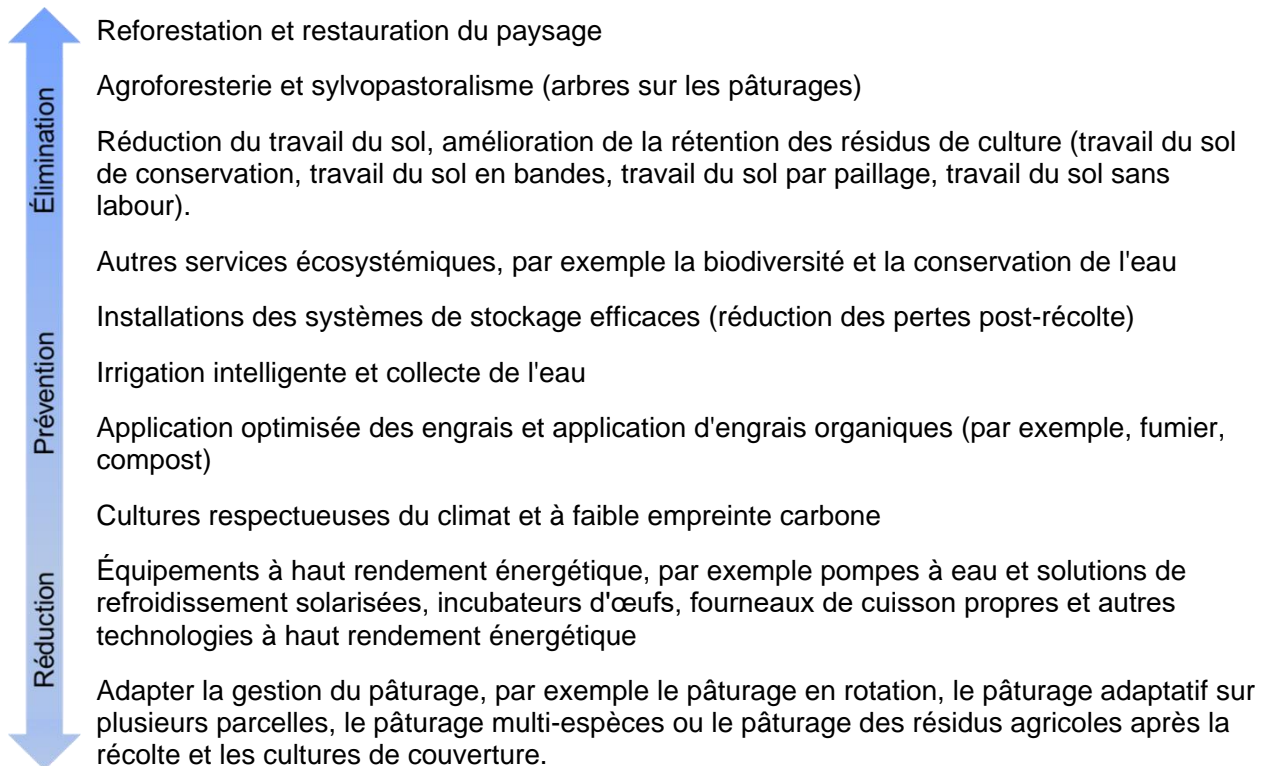 Reforestation et restauration du paysage
Agroforesterie et sylvopastoralisme (arbres sur les pâturages)
Élimination
Réduction du travail du sol, amélioration de la rétention des résidus de culture (travail du sol
de conservation, travail du sol en bandes, travail du sol par paillage, travail du sol sans
labour).
Autres services écosystémiques, par exemple la biodiversité et la conservation de l'eau
Installations des systèmes de stockage efficaces (réduction des pertes post-récolte)
Prévention
Irrigation intelligente et collecte de l'eau
Application optimisée des engrais et application d'engrais organiques (par exemple, fumier,
compost)
Cultures respectueuses du climat et à faible empreinte carbone
Équipements à haut rendement énergétique, par exemple pompes à eau et solutions de
refroidissement solarisées, incubateurs d'œufs, fourneaux de cuisson propres et autres
technologies à haut rendement énergétique
Réduction
Adapter la gestion du pâturage, par exemple le pâturage en rotation, le pâturage adaptatif sur
plusieurs parcelles, le pâturage multi-espèces ou le pâturage des résidus agricoles après la
récolte et les cultures de couverture.